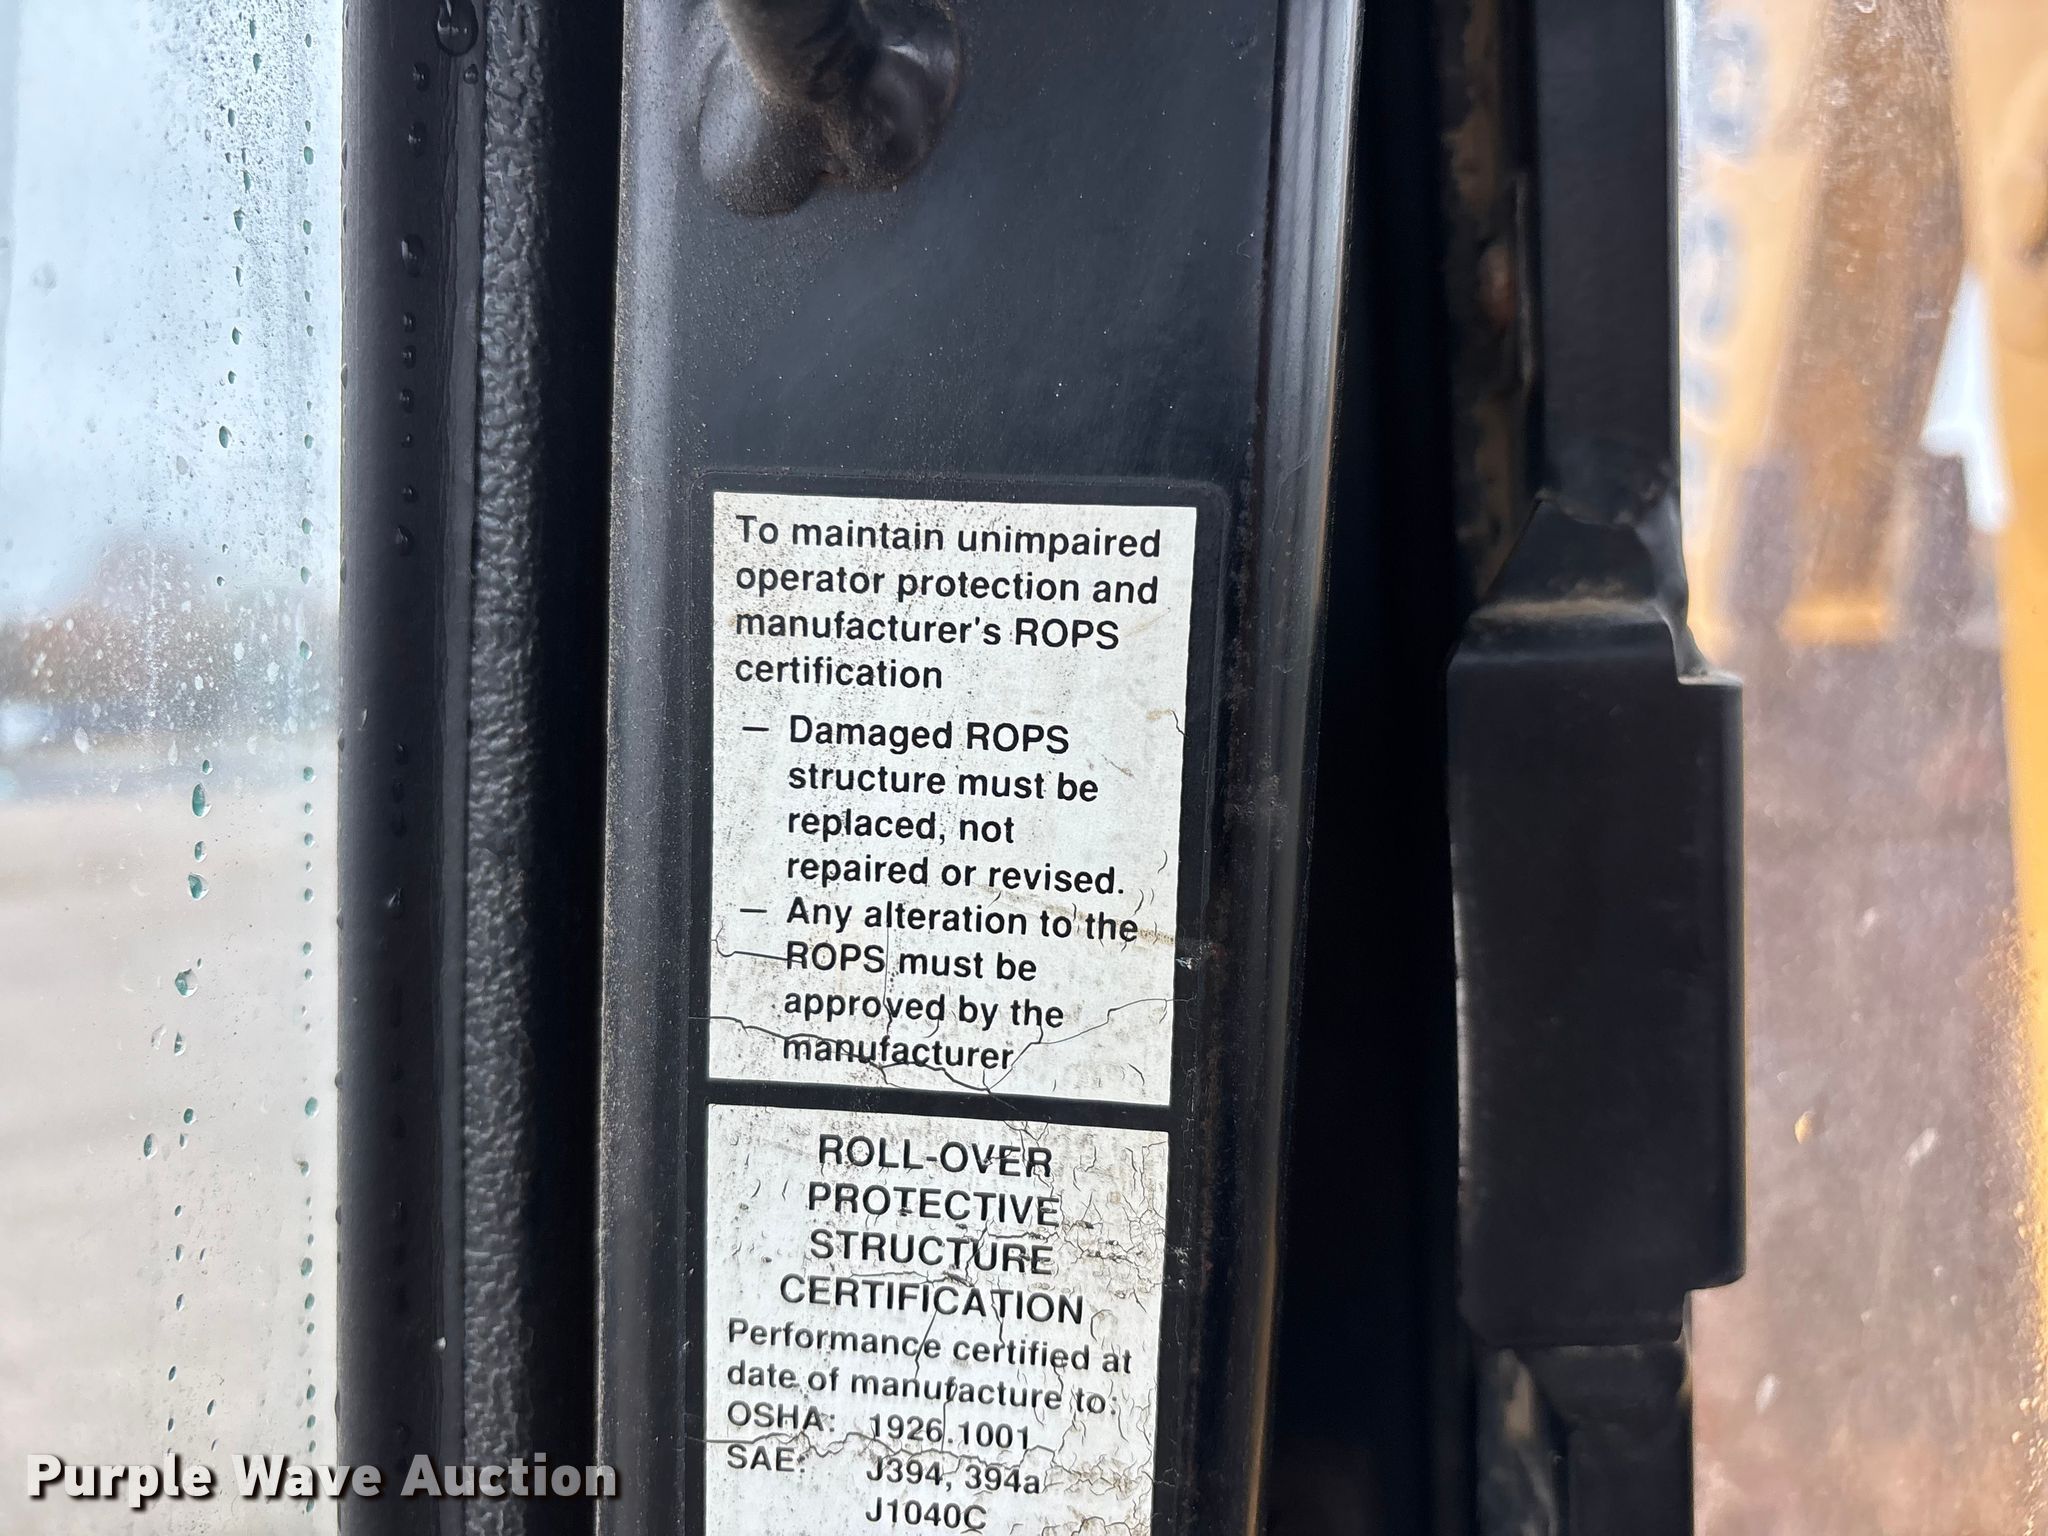 To maintain unimpaired
operator protection and
manufacturer's ROPS
certification
— Damaged ROPS
structure must be
replaced, not
repaired or revised.
— Any alteration to the
ROPS must be
approved by the
manufacturer
ROLL-OVER
PROTECTIVE
STRUCTURE
CERTIFICATION
Performance certified at
date of manufacture to:
OSHA: 1926.1001
SAE: J394, 394a
J1040C
Purple Wave Auction